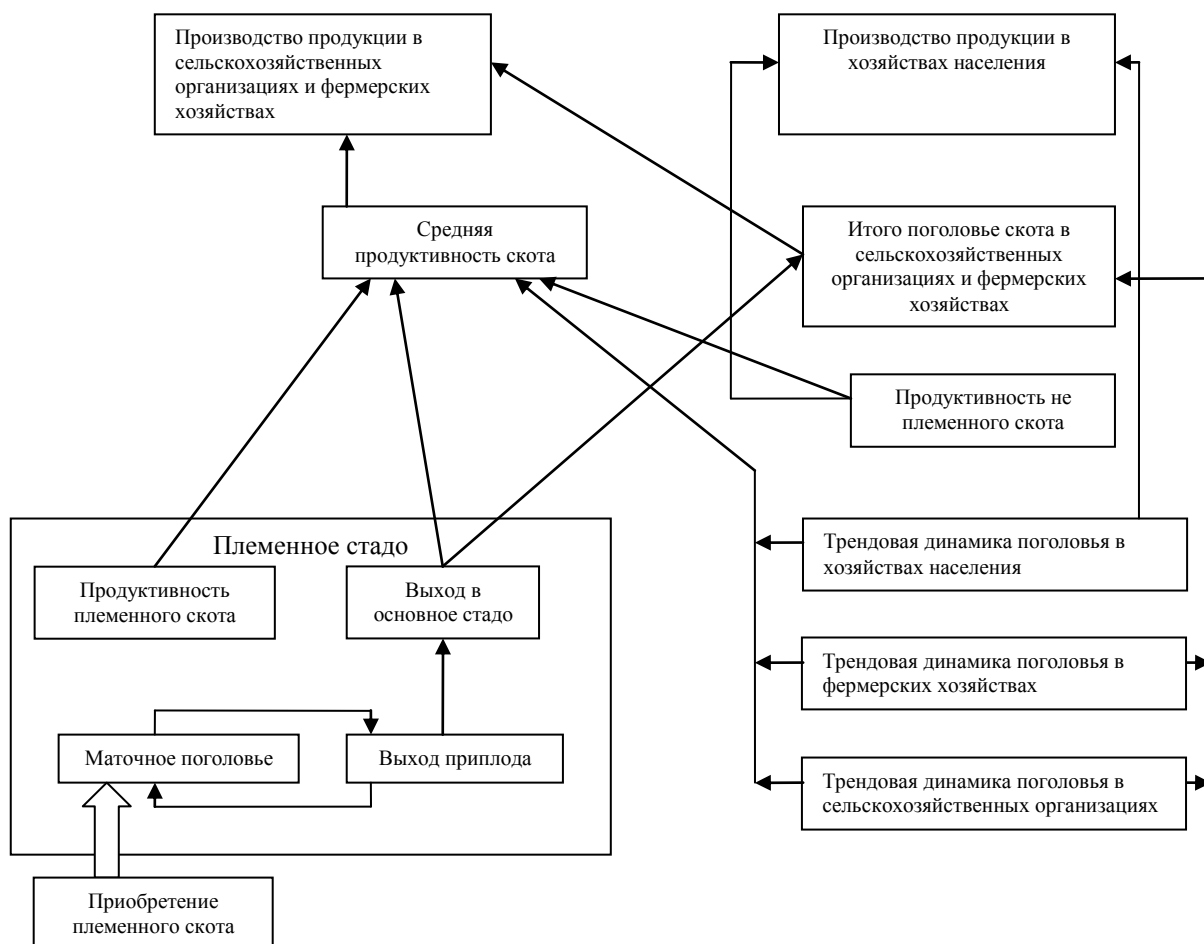 Производство продукции в
сельскохозяйственных
организациях и фермерских
хозяйствах
Производство продукции в
хозяйствах населения
Средняя
продуктивность скота
Итого поголовье скота в
сельскохозяйственных
организациях и фермерских
хозяйствах
Продуктивность не
племенного скота
Племенное стадо
Продуктивность
племенного скота
Выход в
основное стадо
Трендовая динамика поголовья в
хозяйствах населения
Трендовая динамика поголовья в
фермерских хозяйствах
Маточное поголовье
Выход приплода
Трендовая динамика поголовья в
сельскохозяйственных организациях
Приобретение
племенного скота